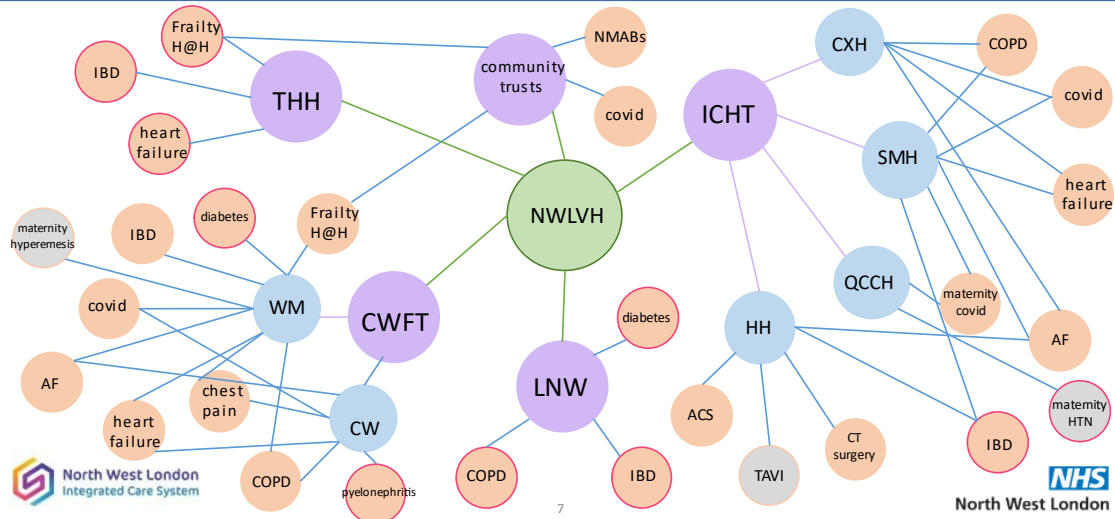 Frailty
H@H
IBD
THH
heart
failure
community
trusts
NMABs
covid
ICHT
CXH
COPD
covid
SMH
heart
failure
NWLVH
maternity
hyperemesis
IBD
diabetes
Frailty
H@H
covid
WM
CWFT
AF
heart
failure
chest
pain
CW
COPD
pyelonephritis
LNW
diabetes
COPD
IBD
QCCH
maternity
covid
HH
AF
ACS
TAVI
CT
surgery
IBD
maternity
HTN
North West London
Integrated Care System
7
NHS
North West London